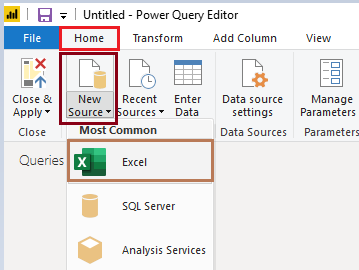 Untitled - Power Query Editor
File Home Transform Add Column View
Close & Apply
New Source
Recent Sources
Enter Data
Data source settings
Manage Parameters
Close
Data Sources
Parameters
Most Common
Queries
Excel
SQL Server
Analysis Services